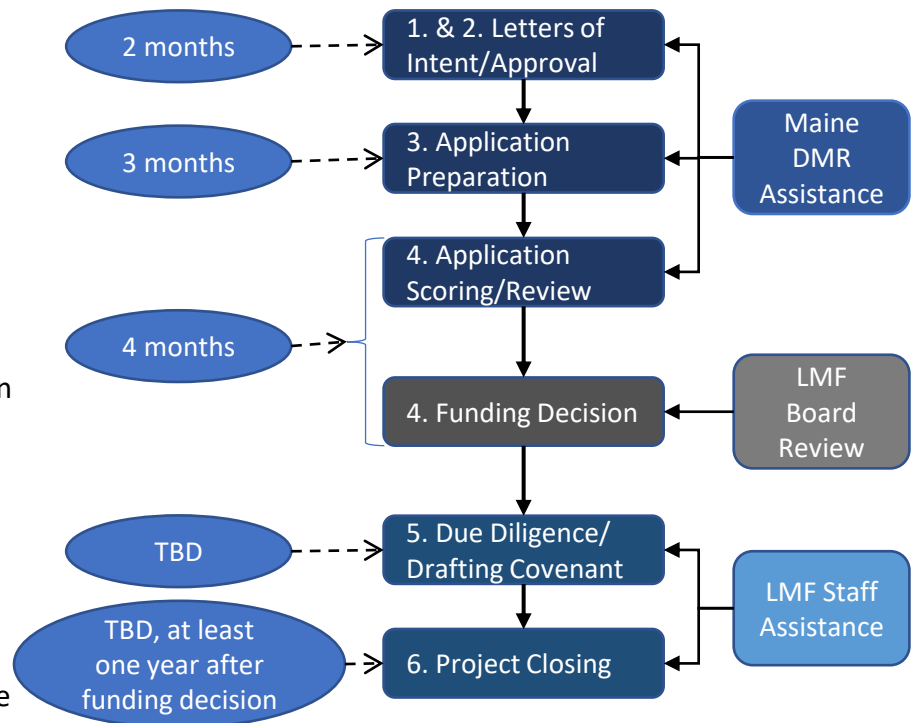 2 months
1. & 2. Letters of
Intent/Approval
3 months
3. Application
Preparation
Maine
DMR
Assistance
4. Application
Scoring/Review
4 months
4. Funding Decision
LMF
Board
Review
TBD
5. Due Diligence/
Drafting Covenant
LMF Staff
Assistance
TBD, at least
one year after
funding decision
6. Project Closing